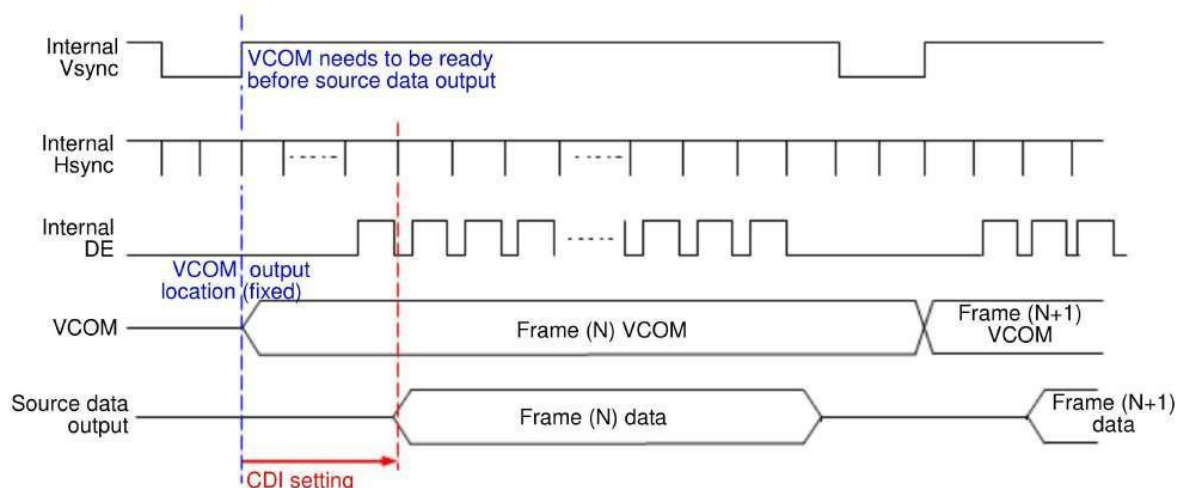 Internal
Vsync
VCOM needs to be ready
before source data output
Internal
Hsync
Internal
DE
VCOM output
location (fixed)
VCOM
Frame (N) VCOM
Frame (N+1)
VCOM
Source data
output
Frame (N) data
Frame (N+1)
data
CDI setting